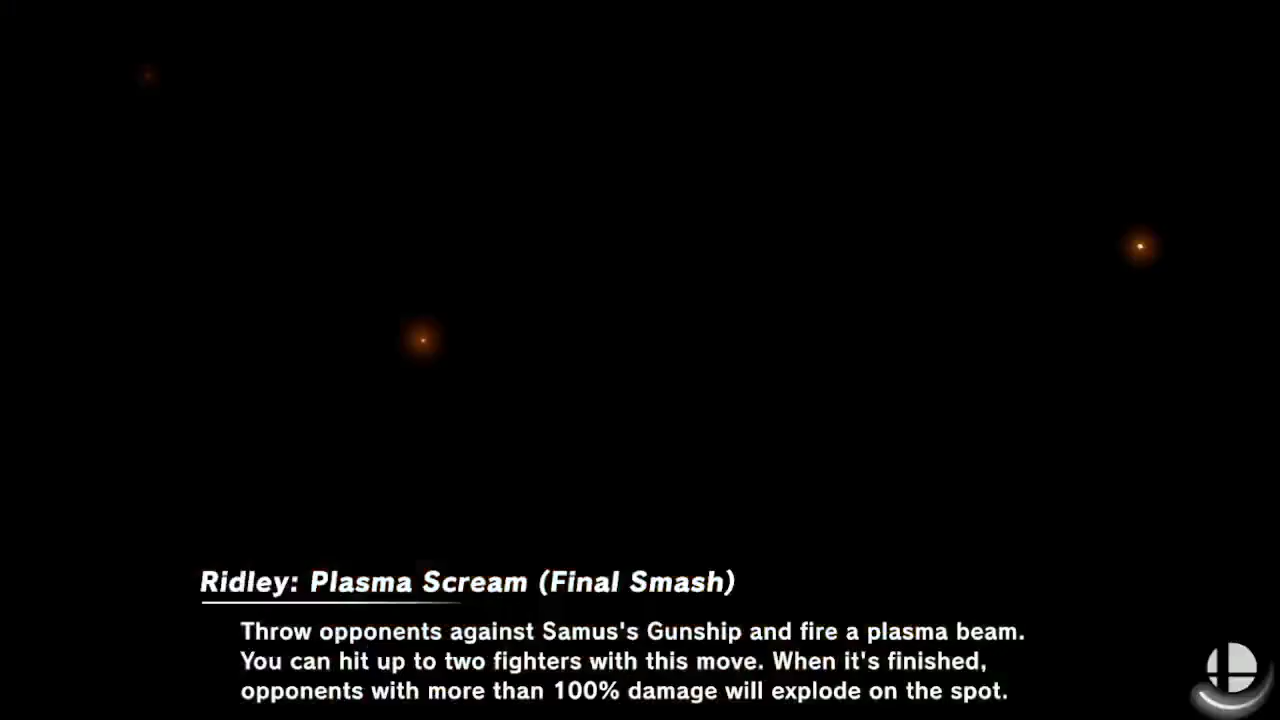 Ridley: Plasma Scream (Final Smash)
Throw opponents against Samus's Gunship and fire a plasma beam.
You can hit up to two fighters with this move. When it's finished,
opponents with more than 100% damage will explode on the spot.